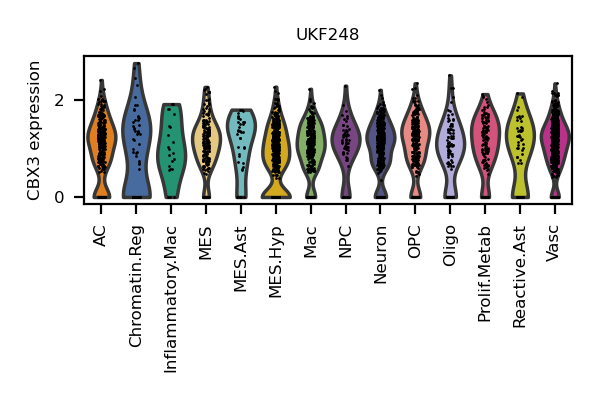 UKF248
CBX3 expression
2
0
AC
Chromatin.Reg
Inflammatory.Mac
MES
MES.Ast
MES.Hyp
Mac
NPC
Neuron
OPC
Oligo
Prolif.Metab
Reactive.Ast
Vasc